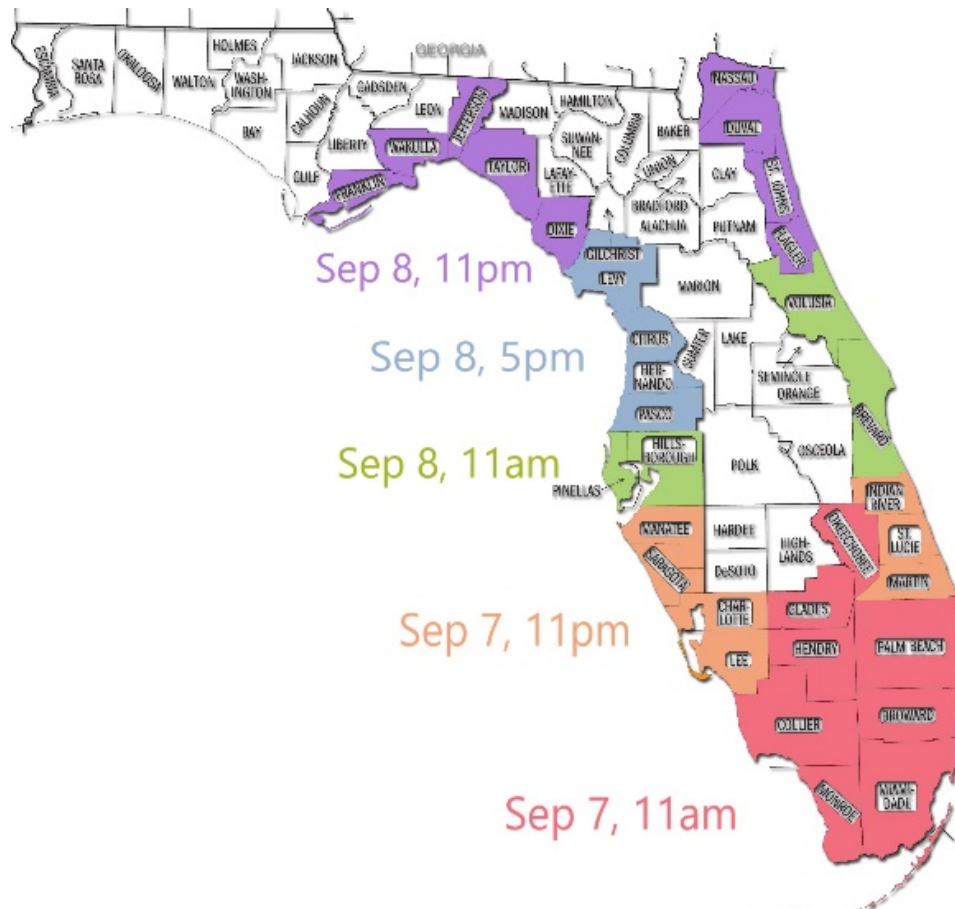 GEORGIA
ESCAMBIA
SANTA
ROSA
OKALOOSA
WALTON
HOLMES
WASH-
INGTON
JACKSON
BAY
CALHOUN
GULF
LIBERTY
GADSDEN
LEON
WAKULLA
FRANKLIN
JEFFERSON
MADISON
TAYLOR
HAMILTON
SUWAN-
NEE
LAFAY-
ETTE
DIXIE
COLUMBIA
BAKER
UNION
BRADFORD
ALACHUA
NASSAU
DUVAL
CLAY
ST. JOHNS
PUTNAM
FLAGLER
Sep 8, 11pm
GILCHRIST
LEVY
MARION
VOLUSIA
Sep 8, 5pm
CITRUS
SUMTER
LAKE
HER-
NANDO
PASCO
SEMINOLE
ORANGE
BREVARD
Sep 8, 11am
HILLS-
BOROUGH
PINELLAS
POLK
OSCEOLA
INDIAN
RIVER
MANATEE
HARDEE
HIGH-
LANDS
OKEECHOBEE
ST.
LUCIE
SARASOTA
DeSOTO
MARTIN
Sep 7, 11pm
CHAR-
LOTTE
GLADES
LEE
HENDRY
PALM BEACH
COLLIER
BROWARD
Sep 7, 11am
MONROE
MIAMI-
DADE